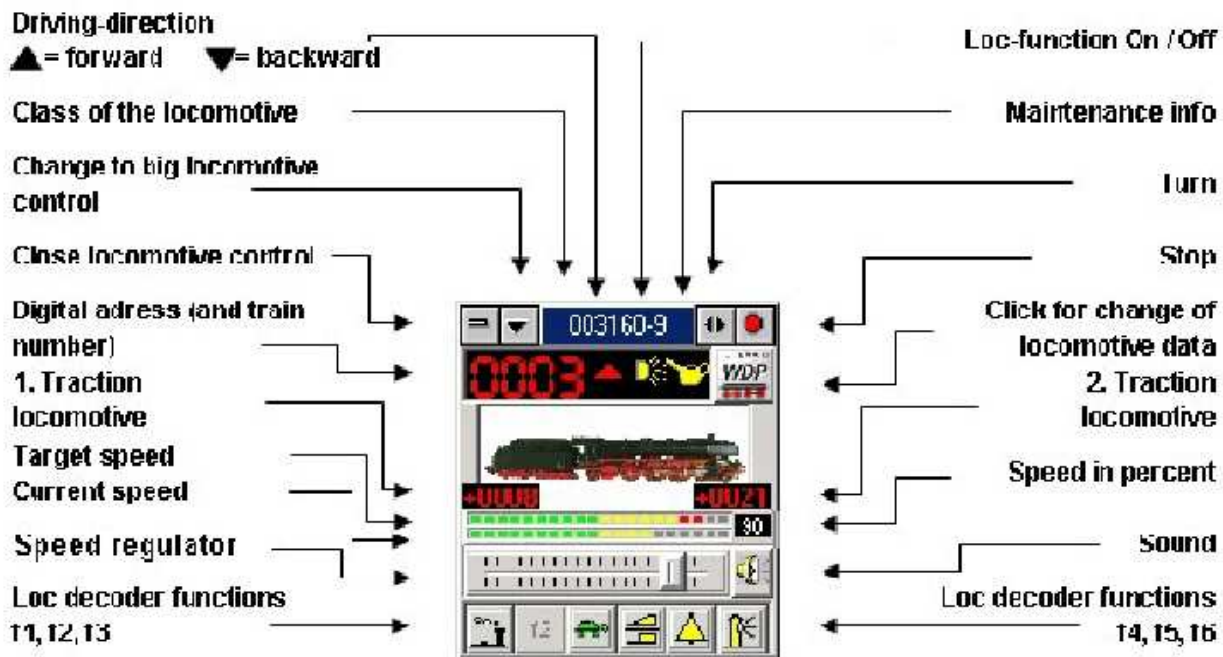 Driving-direction
▲= forward ▼= backward
Class of the locomotive
Change to big locomotive
control
Close locomotive control
Digital adress (and train
number)
1. Traction
locomotive
Target speed
Current speed
Speed regulator
Loc decoder functions
f1, f2, f3
Loc-function On / Off
Maintenance info
Turn
Stop
Click for change of
locomotive data
2. Traction
locomotive
Speed in percent
Sound
Loc decoder functions
f4, f5, f6
003160-9
0003
WDP
+0008 +0021
90
f2